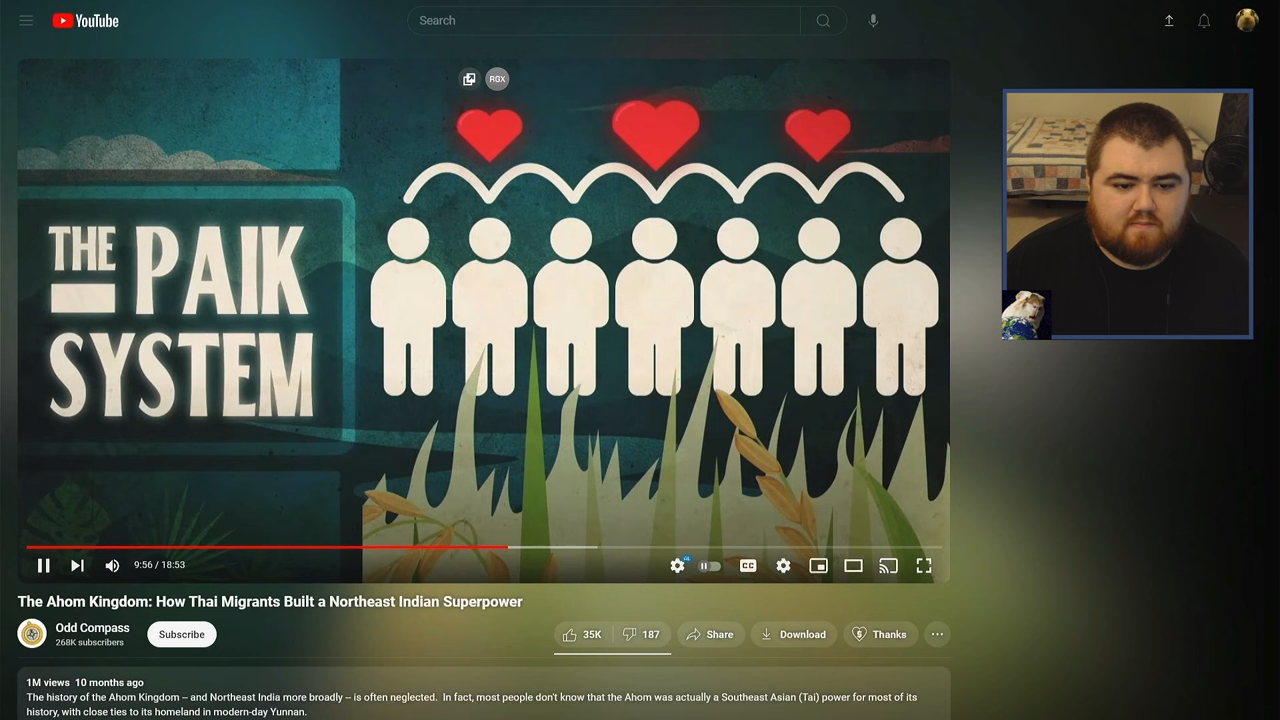 YouTube
Search
RGX
THE PAIK
SYSTEM
9:56 / 18:53
CC
The Ahom Kingdom: How Thai Migrants Built a Northeast Indian Superpower
Odd Compass
268K subscribers
Subscribe
35K
187
Share
Download
Thanks
1M views 10 months ago
The history of the Ahom Kingdom – and Northeast India more broadly – is often neglected. In fact, most people don't know that the Ahom was actually a Southeast Asian (Tai) power for most of its
history, with close ties to its homeland in modern-day Yunnan.